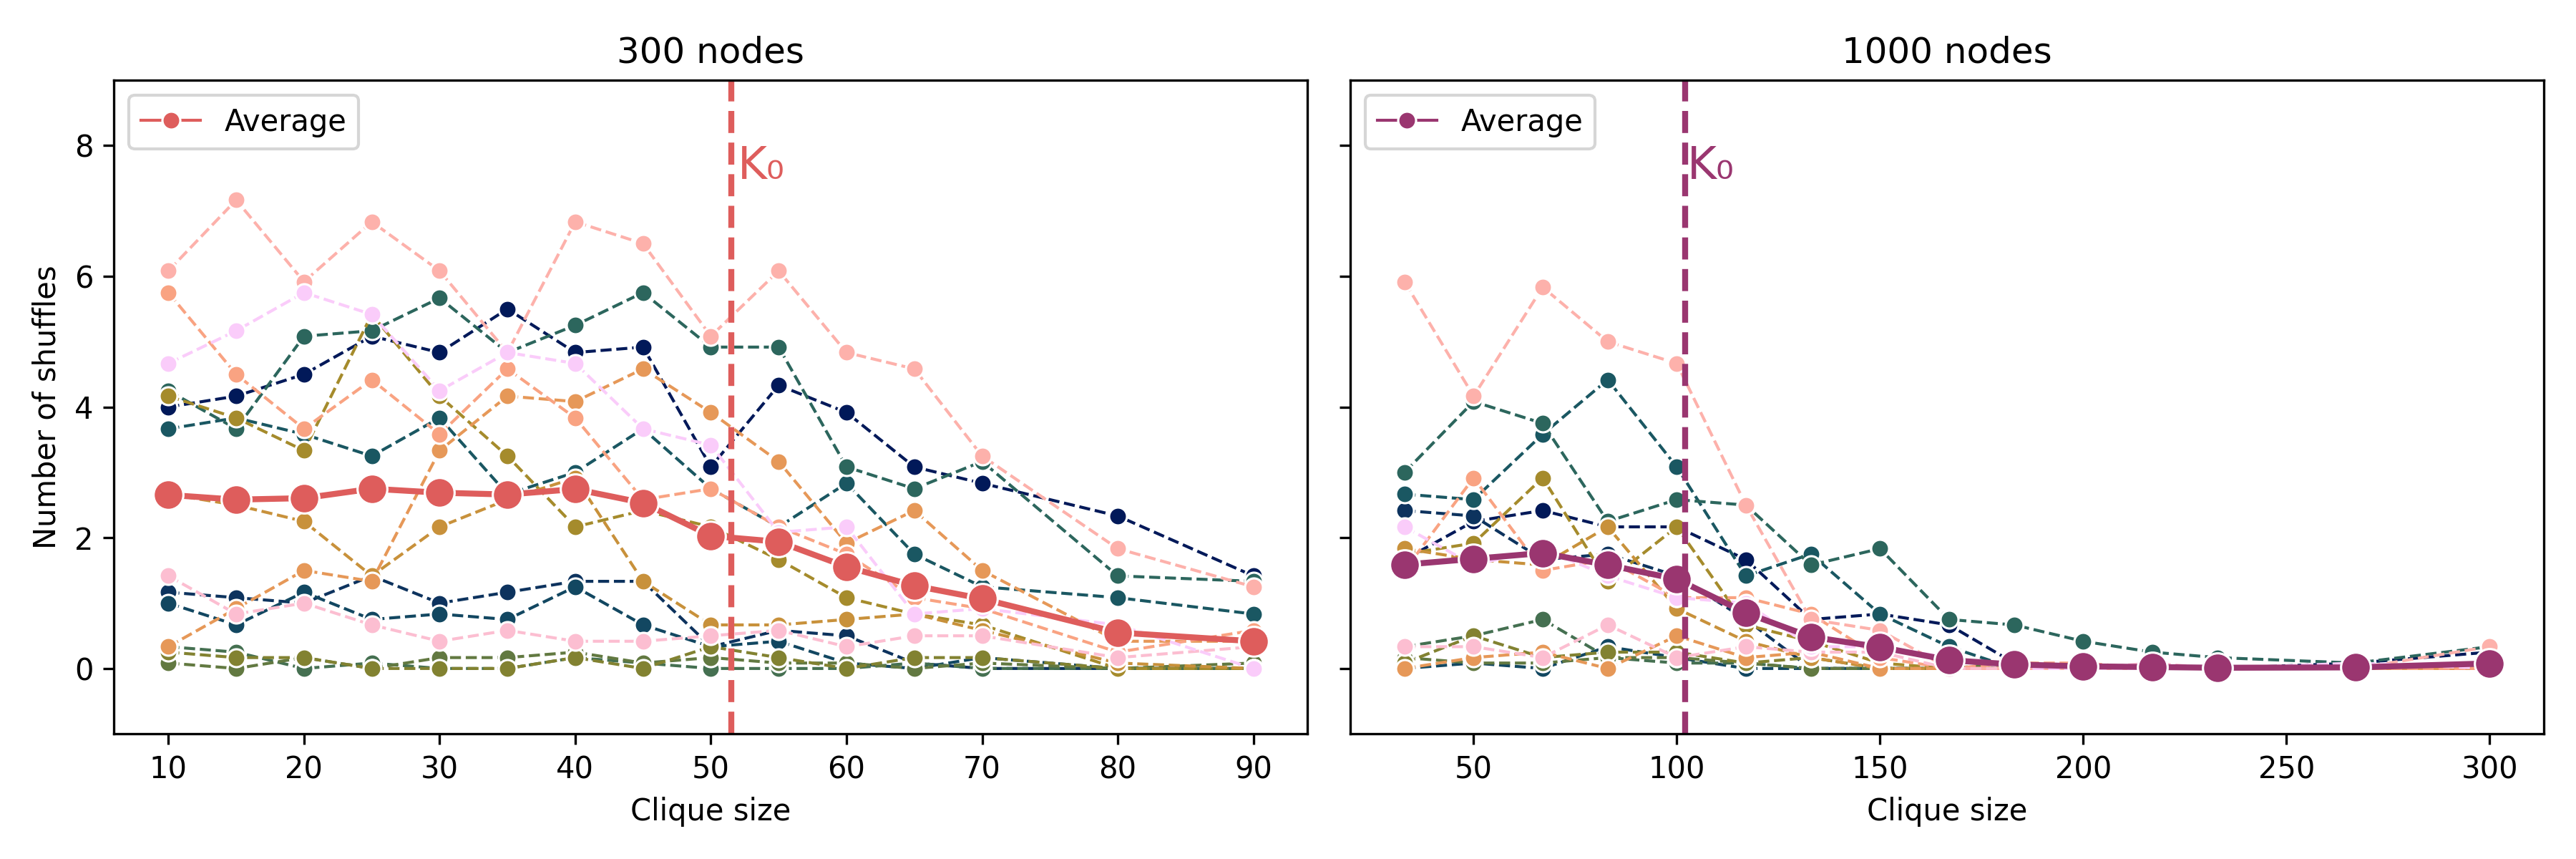 300 nodes
Average
K₀
8
6
4
2
0
Number of shuffles
10 20 30 40 50 60 70 80 90
Clique size
1000 nodes
Average
K₀
50 100 150 200 250 300
Clique size